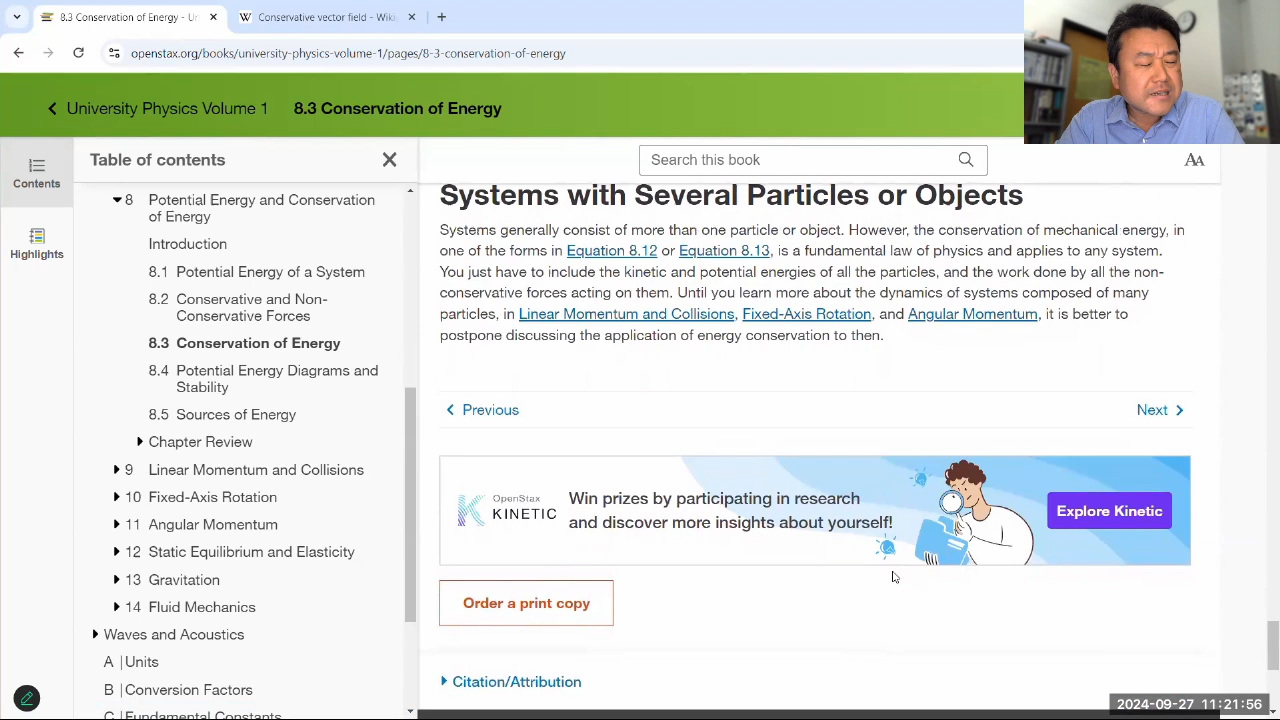 8.3 Conservation of Energy - Un
Conservative vector field - Wiki
openstax.org/books/university-physics-volume-1/pages/8-3-conservation-of-energy
University Physics Volume 1 8.3 Conservation of Energy
Contents
Highlights
Table of contents
8 Potential Energy and Conservation
of Energy
Introduction
8.1 Potential Energy of a System
8.2 Conservative and Non-
Conservative Forces
8.3 Conservation of Energy
8.4 Potential Energy Diagrams and
Stability
8.5 Sources of Energy
Chapter Review
9 Linear Momentum and Collisions
10 Fixed-Axis Rotation
11 Angular Momentum
12 Static Equilibrium and Elasticity
13 Gravitation
14 Fluid Mechanics
Waves and Acoustics
A | Units
B | Conversion Factors
C | Fundamental Constants
Search this book
AA
Systems with Several Particles or Objects
Systems generally consist of more than one particle or object. However, the conservation of mechanical energy, in
one of the forms in Equation 8.12 or Equation 8.13, is a fundamental law of physics and applies to any system.
You just have to include the kinetic and potential energies of all the particles, and the work done by all the non-
conservative forces acting on them. Until you learn more about the dynamics of systems composed of many
particles, in Linear Momentum and Collisions, Fixed-Axis Rotation, and Angular Momentum, it is better to
postpone discussing the application of energy conservation to then.
Previous
Next
OpenStax
KINETIC
Win prizes by participating in research
and discover more insights about yourself!
Explore Kinetic
Order a print copy
Citation/Attribution
2024-09-27 11:21:56